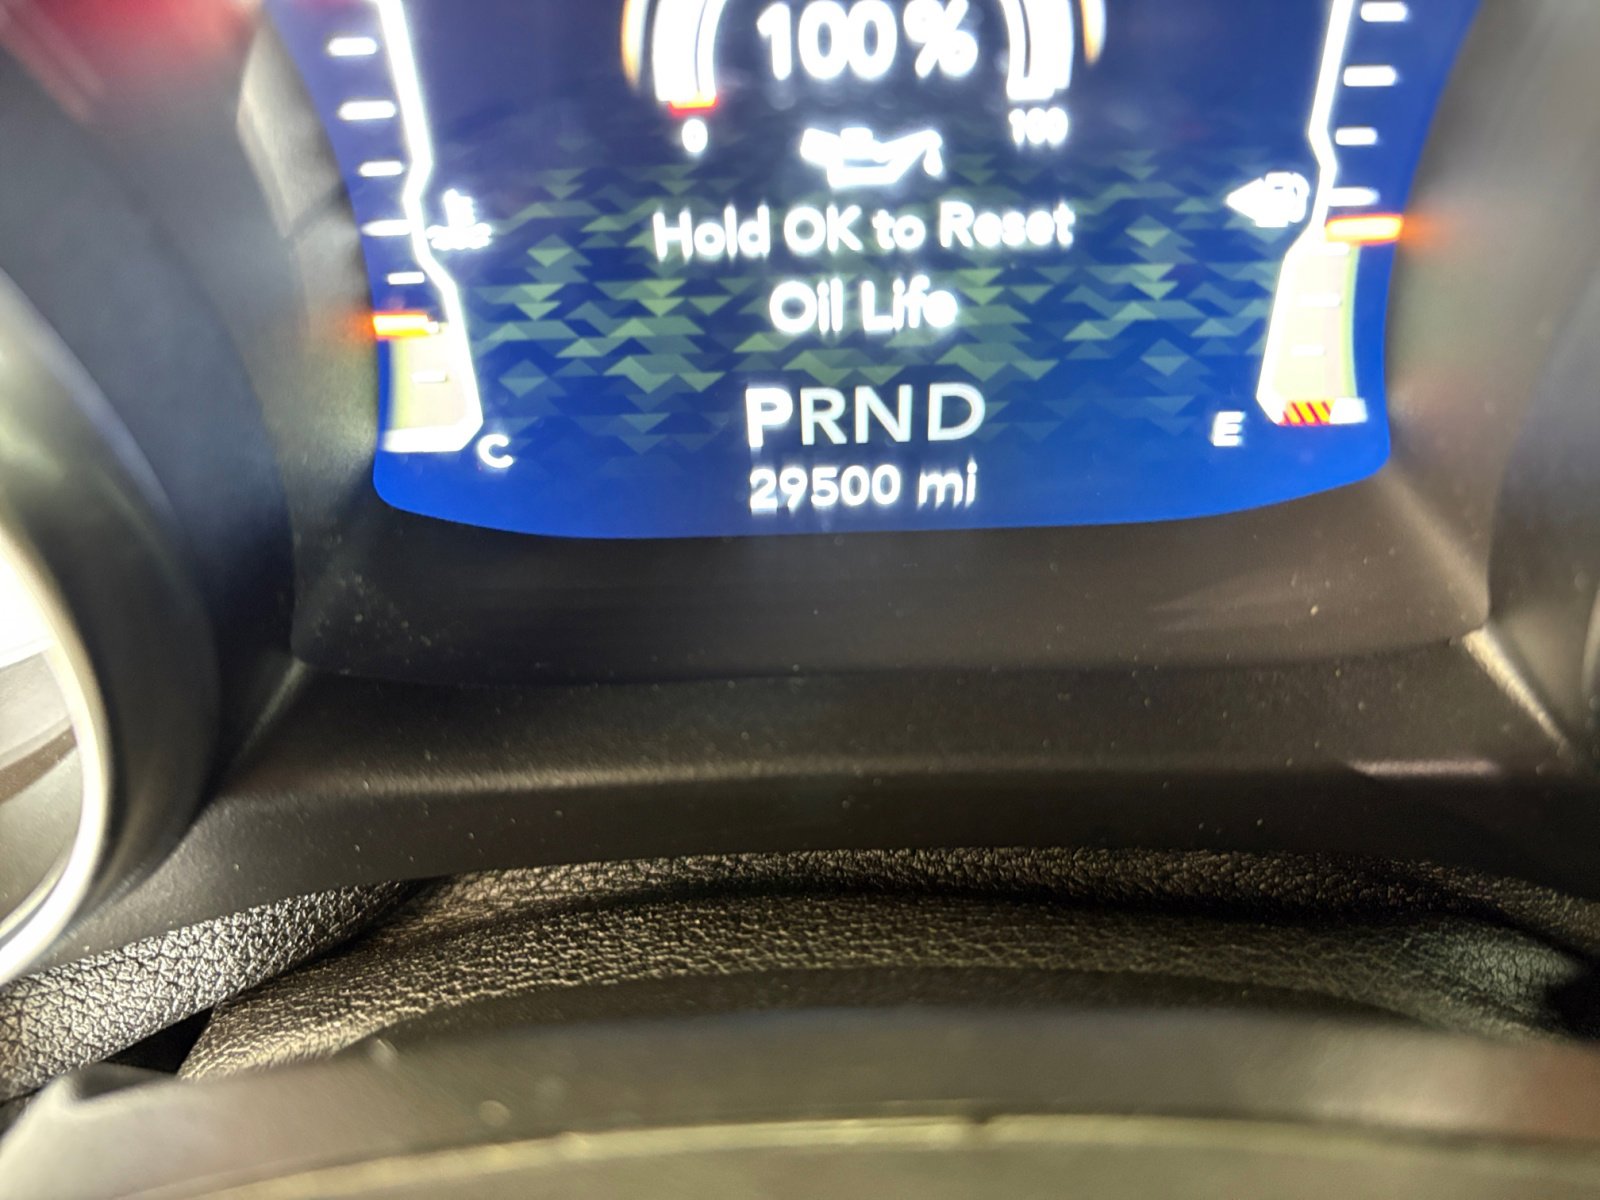 100%
0 100
Hold OK to Reset
Oil Life
PRND
C E
29500 mi